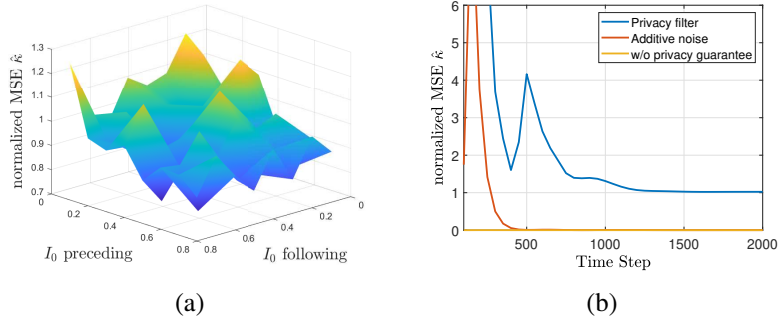 1.3
1.2
1.1
1
0.9
0.8
0.7
normalized MSE κ̂
0
0.2
0.4
0.6
0.8
I₀ preceding
0.8
0.6
0.4
0.2
0
I₀ following
(a)
6
5
4
3
2
1
0
normalized MSE κ̂
Privacy filter
Additive noise
w/o privacy guarantee
500
1000
1500
2000
Time Step
(b)